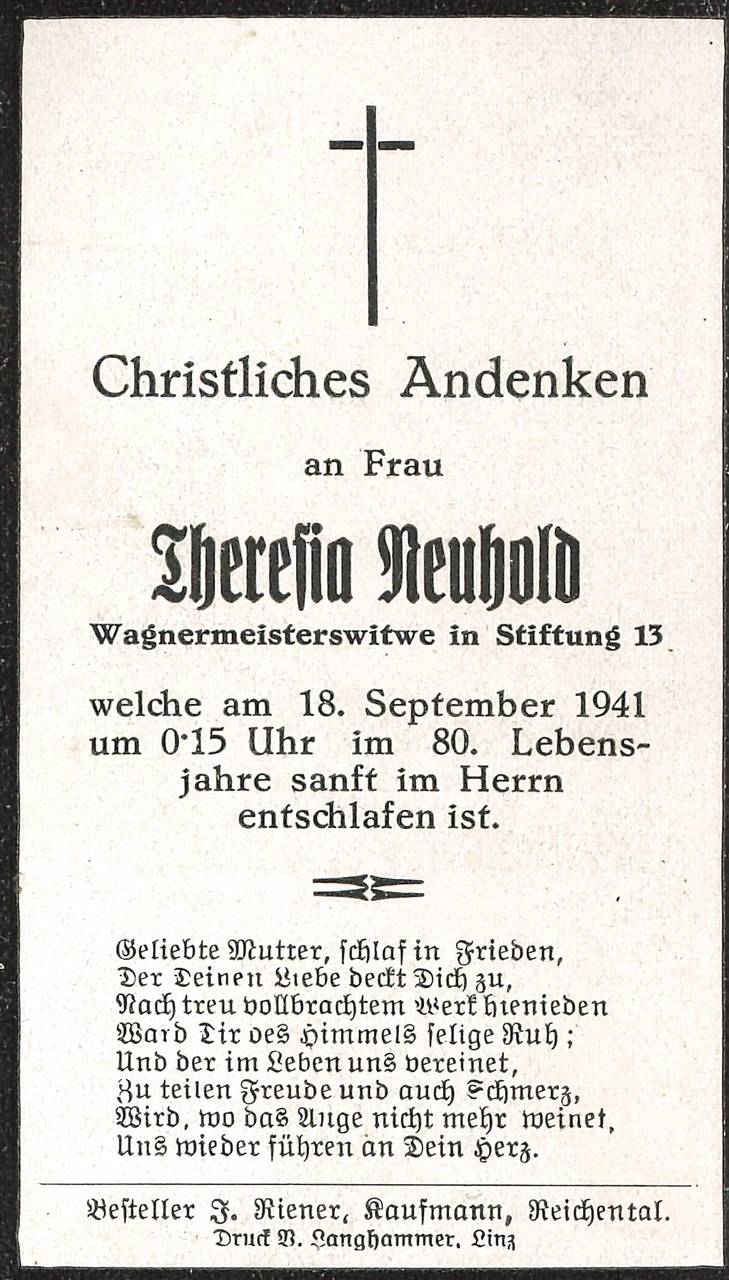 Christliches Andenken
an Frau
Theresia Neuhold
Wagnermeisterswitwe in Stiftung 13
welche am 18. September 1941
um 0·15 Uhr im 80. Lebens-
jahre sanft im Herrn
entschlafen ist.
Geliebte Mutter, schlaf in Frieden,
Der Deinen Liebe deckt Dich zu,
Nach treu vollbrachtem Werk hienieden
Ward Dir des Himmels selige Ruh;
Und der im Leben uns vereinet,
Zu teilen Freude und auch Schmerz,
Wird, wo das Auge nicht mehr weinet,
Uns wieder führen an Dein Herz.
Besteller J. Riener, Kaufmann, Reichental.
Druck V. Langhammer, Linz